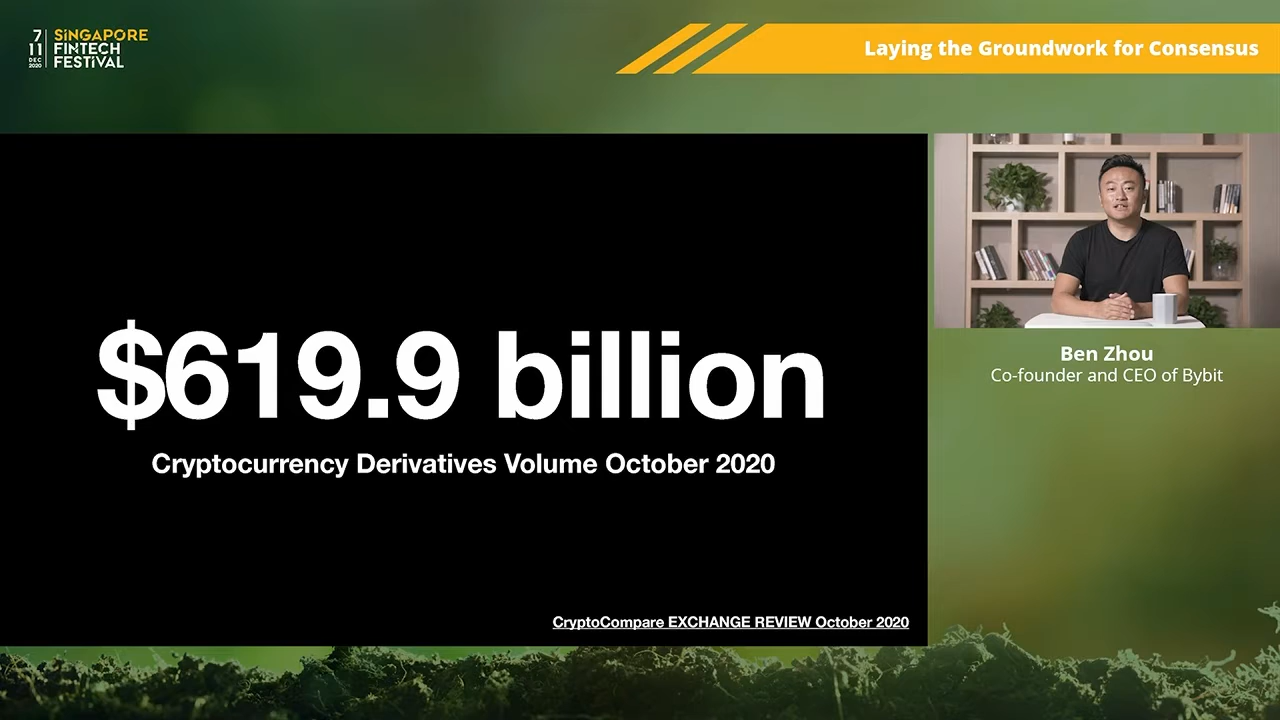 7
11
DEC
2020
SiNGAPORE
FiNTECH
FESTiVAL
Laying the Groundwork for Consensus
$619.9 billion
Cryptocurrency Derivatives Volume October 2020
CryptoCompare EXCHANGE REVIEW October 2020
Ben Zhou
Co-founder and CEO of Bybit